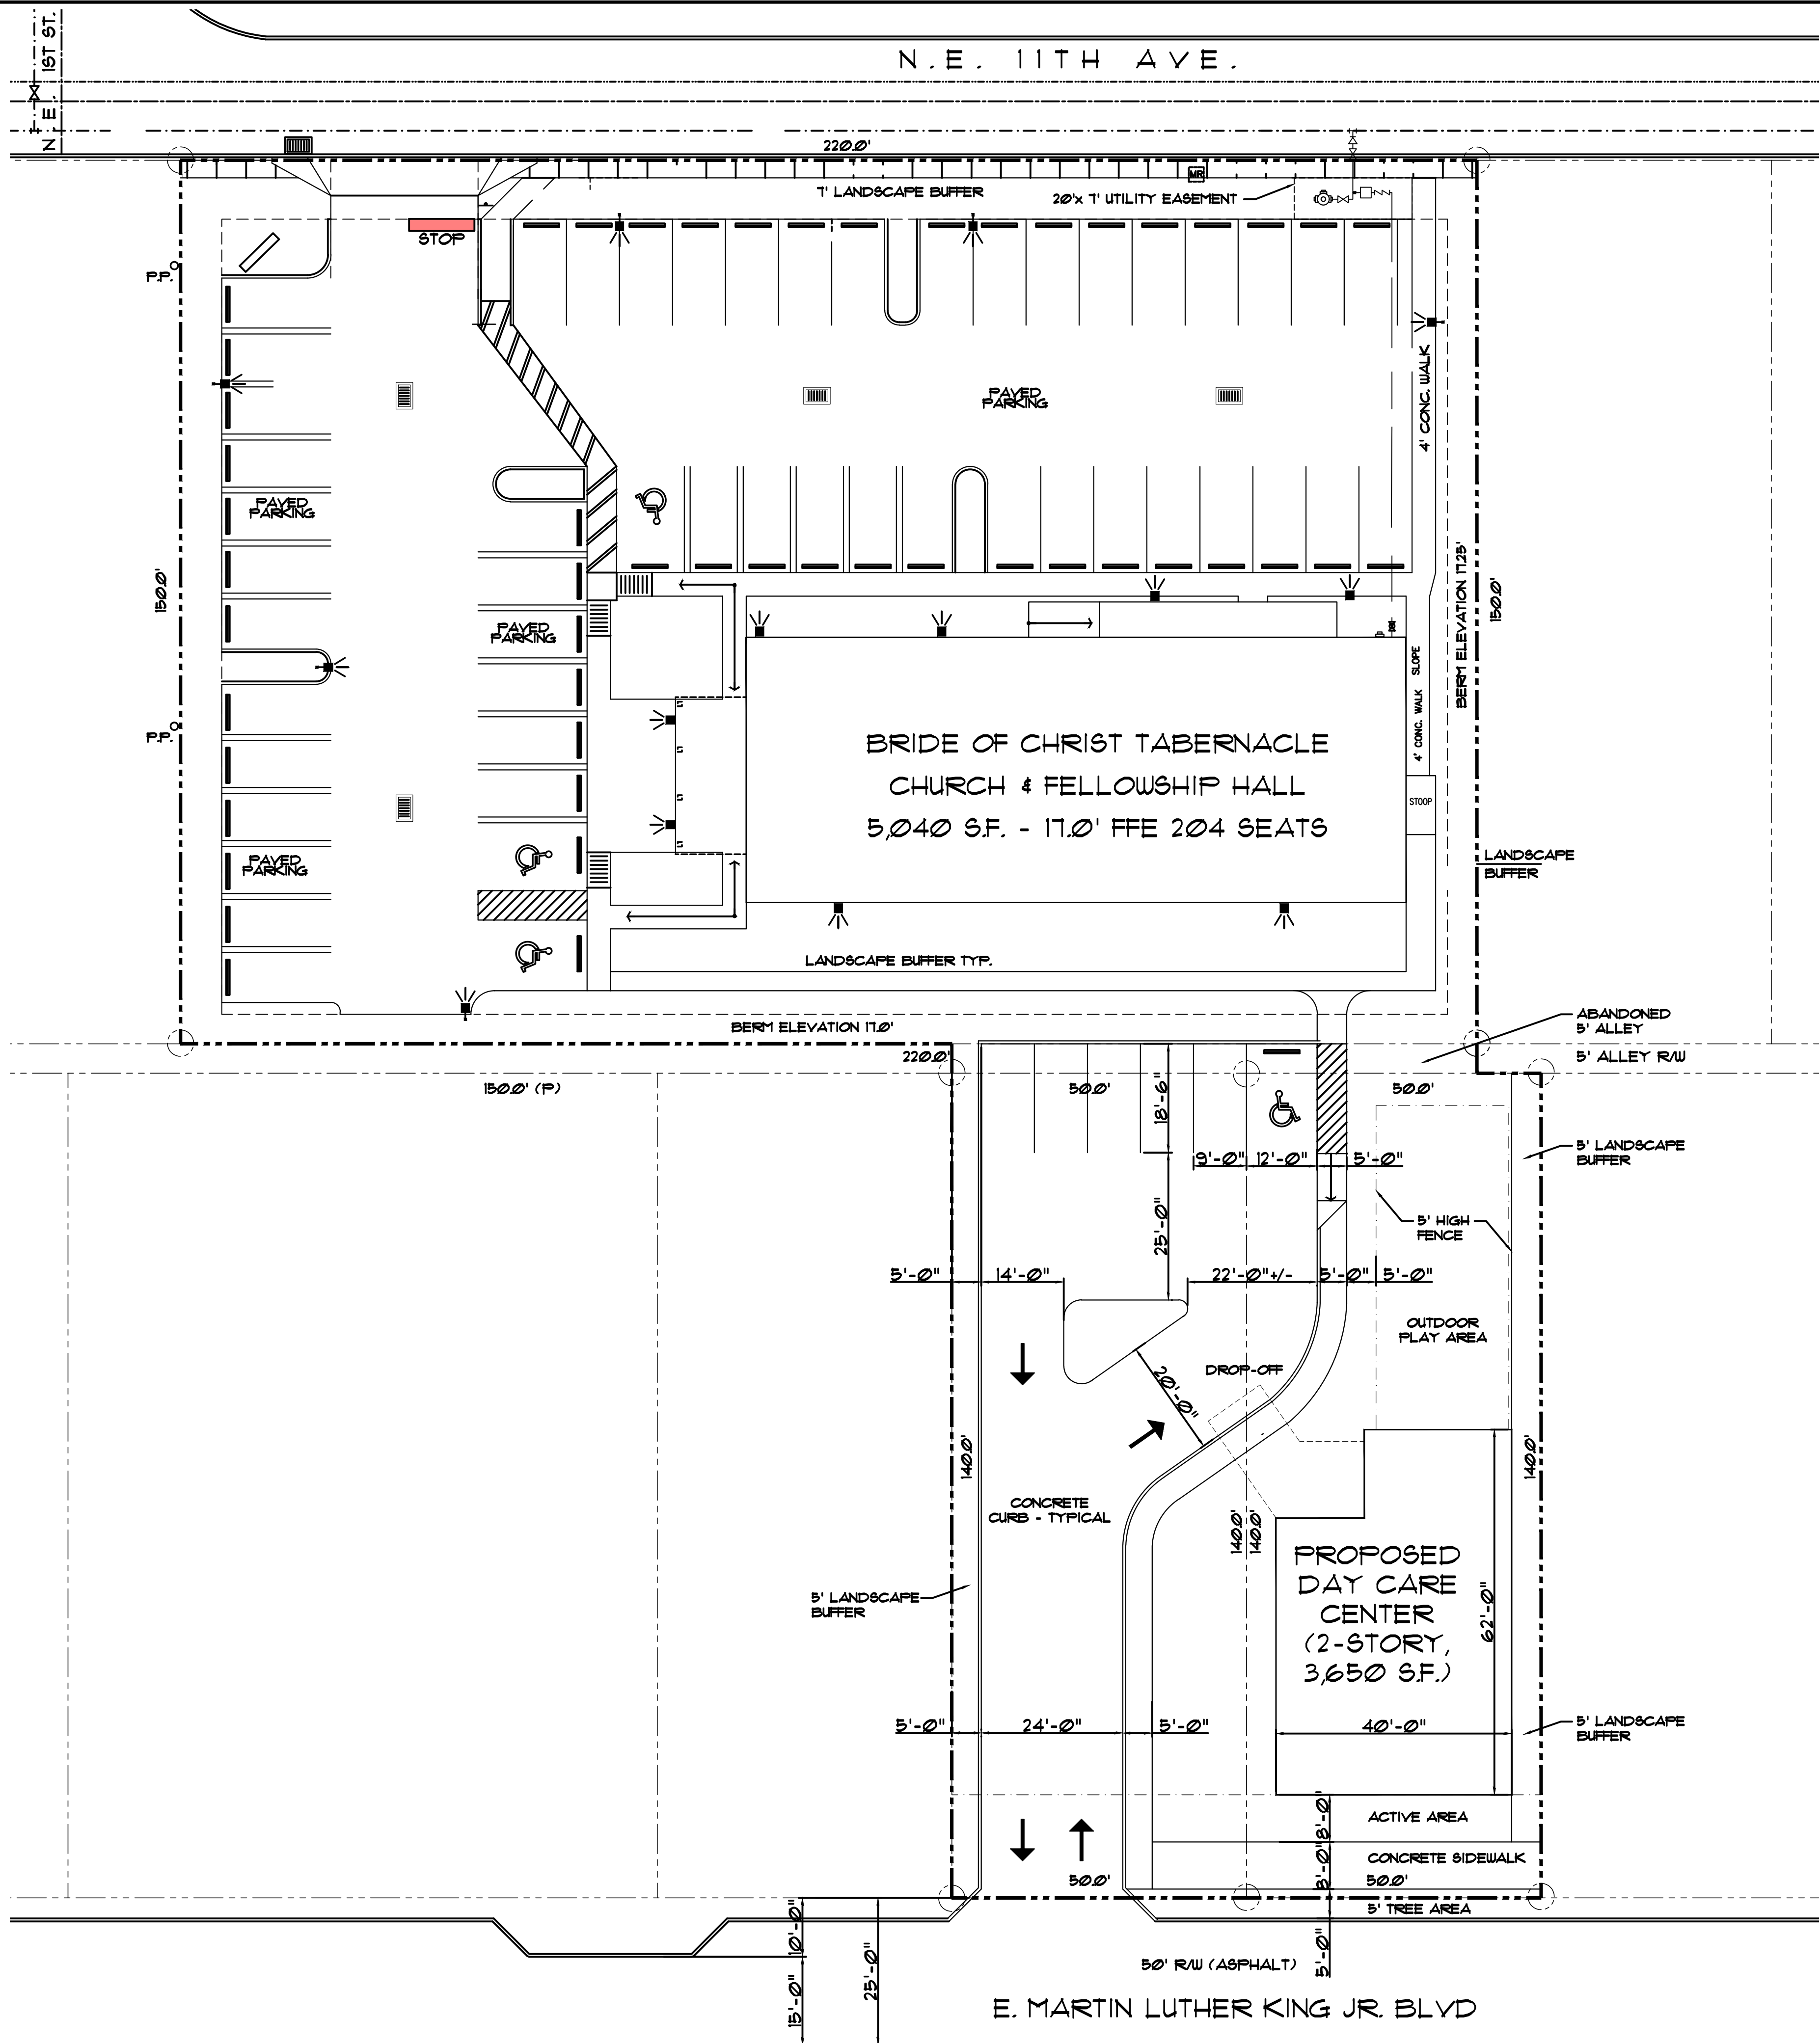 N.E. 1ST ST.
N.E. 11TH AVE.
220.0'
7' LANDSCAPE BUFFER
MR
20'x 7' UTILITY EASEMENT
STOP
P.P.
PAVED
PARKING
4' CONC. WALK
PAVED
PARKING
150.0'
BERM ELEVATION 17.25'
150.0'
PAVED
PARKING
4' CONC. WALK SLOPE
P.P.
BRIDE OF CHRIST TABERNACLE
CHURCH & FELLOWSHIP HALL
5,040 S.F. - 17.0' FFE 204 SEATS
STOOP
PAVED
PARKING
LANDSCAPE
BUFFER
LANDSCAPE BUFFER TYP.
BERM ELEVATION 17.0'
ABANDONED
5' ALLEY
220.0'
5' ALLEY R/W
150.0' (P)
50.0'
18'-6"
50.0'
5' LANDSCAPE
BUFFER
9'-0" 12'-0" 5'-0"
25'-0"
5' HIGH
FENCE
5'-0" 14'-0" 22'-0"+/- 5'-0" 5'-0"
OUTDOOR
PLAY AREA
DROP-OFF
20'-0"
140.0'
140.0'
CONCRETE
CURB - TYPICAL
140.0'
140.0'
PROPOSED
DAY CARE
CENTER
(2-STORY,
3,650 S.F.)
62'-0"
5' LANDSCAPE
BUFFER
5'-0" 24'-0" 5'-0" 40'-0"
5' LANDSCAPE
BUFFER
8'-0"
ACTIVE AREA
8'-0"
CONCRETE SIDEWALK
50.0'
50.0'
5' TREE AREA
10'-0"
5'-0"
50' R/W (ASPHALT)
15'-0"
25'-0"
E. MARTIN LUTHER KING JR. BLVD